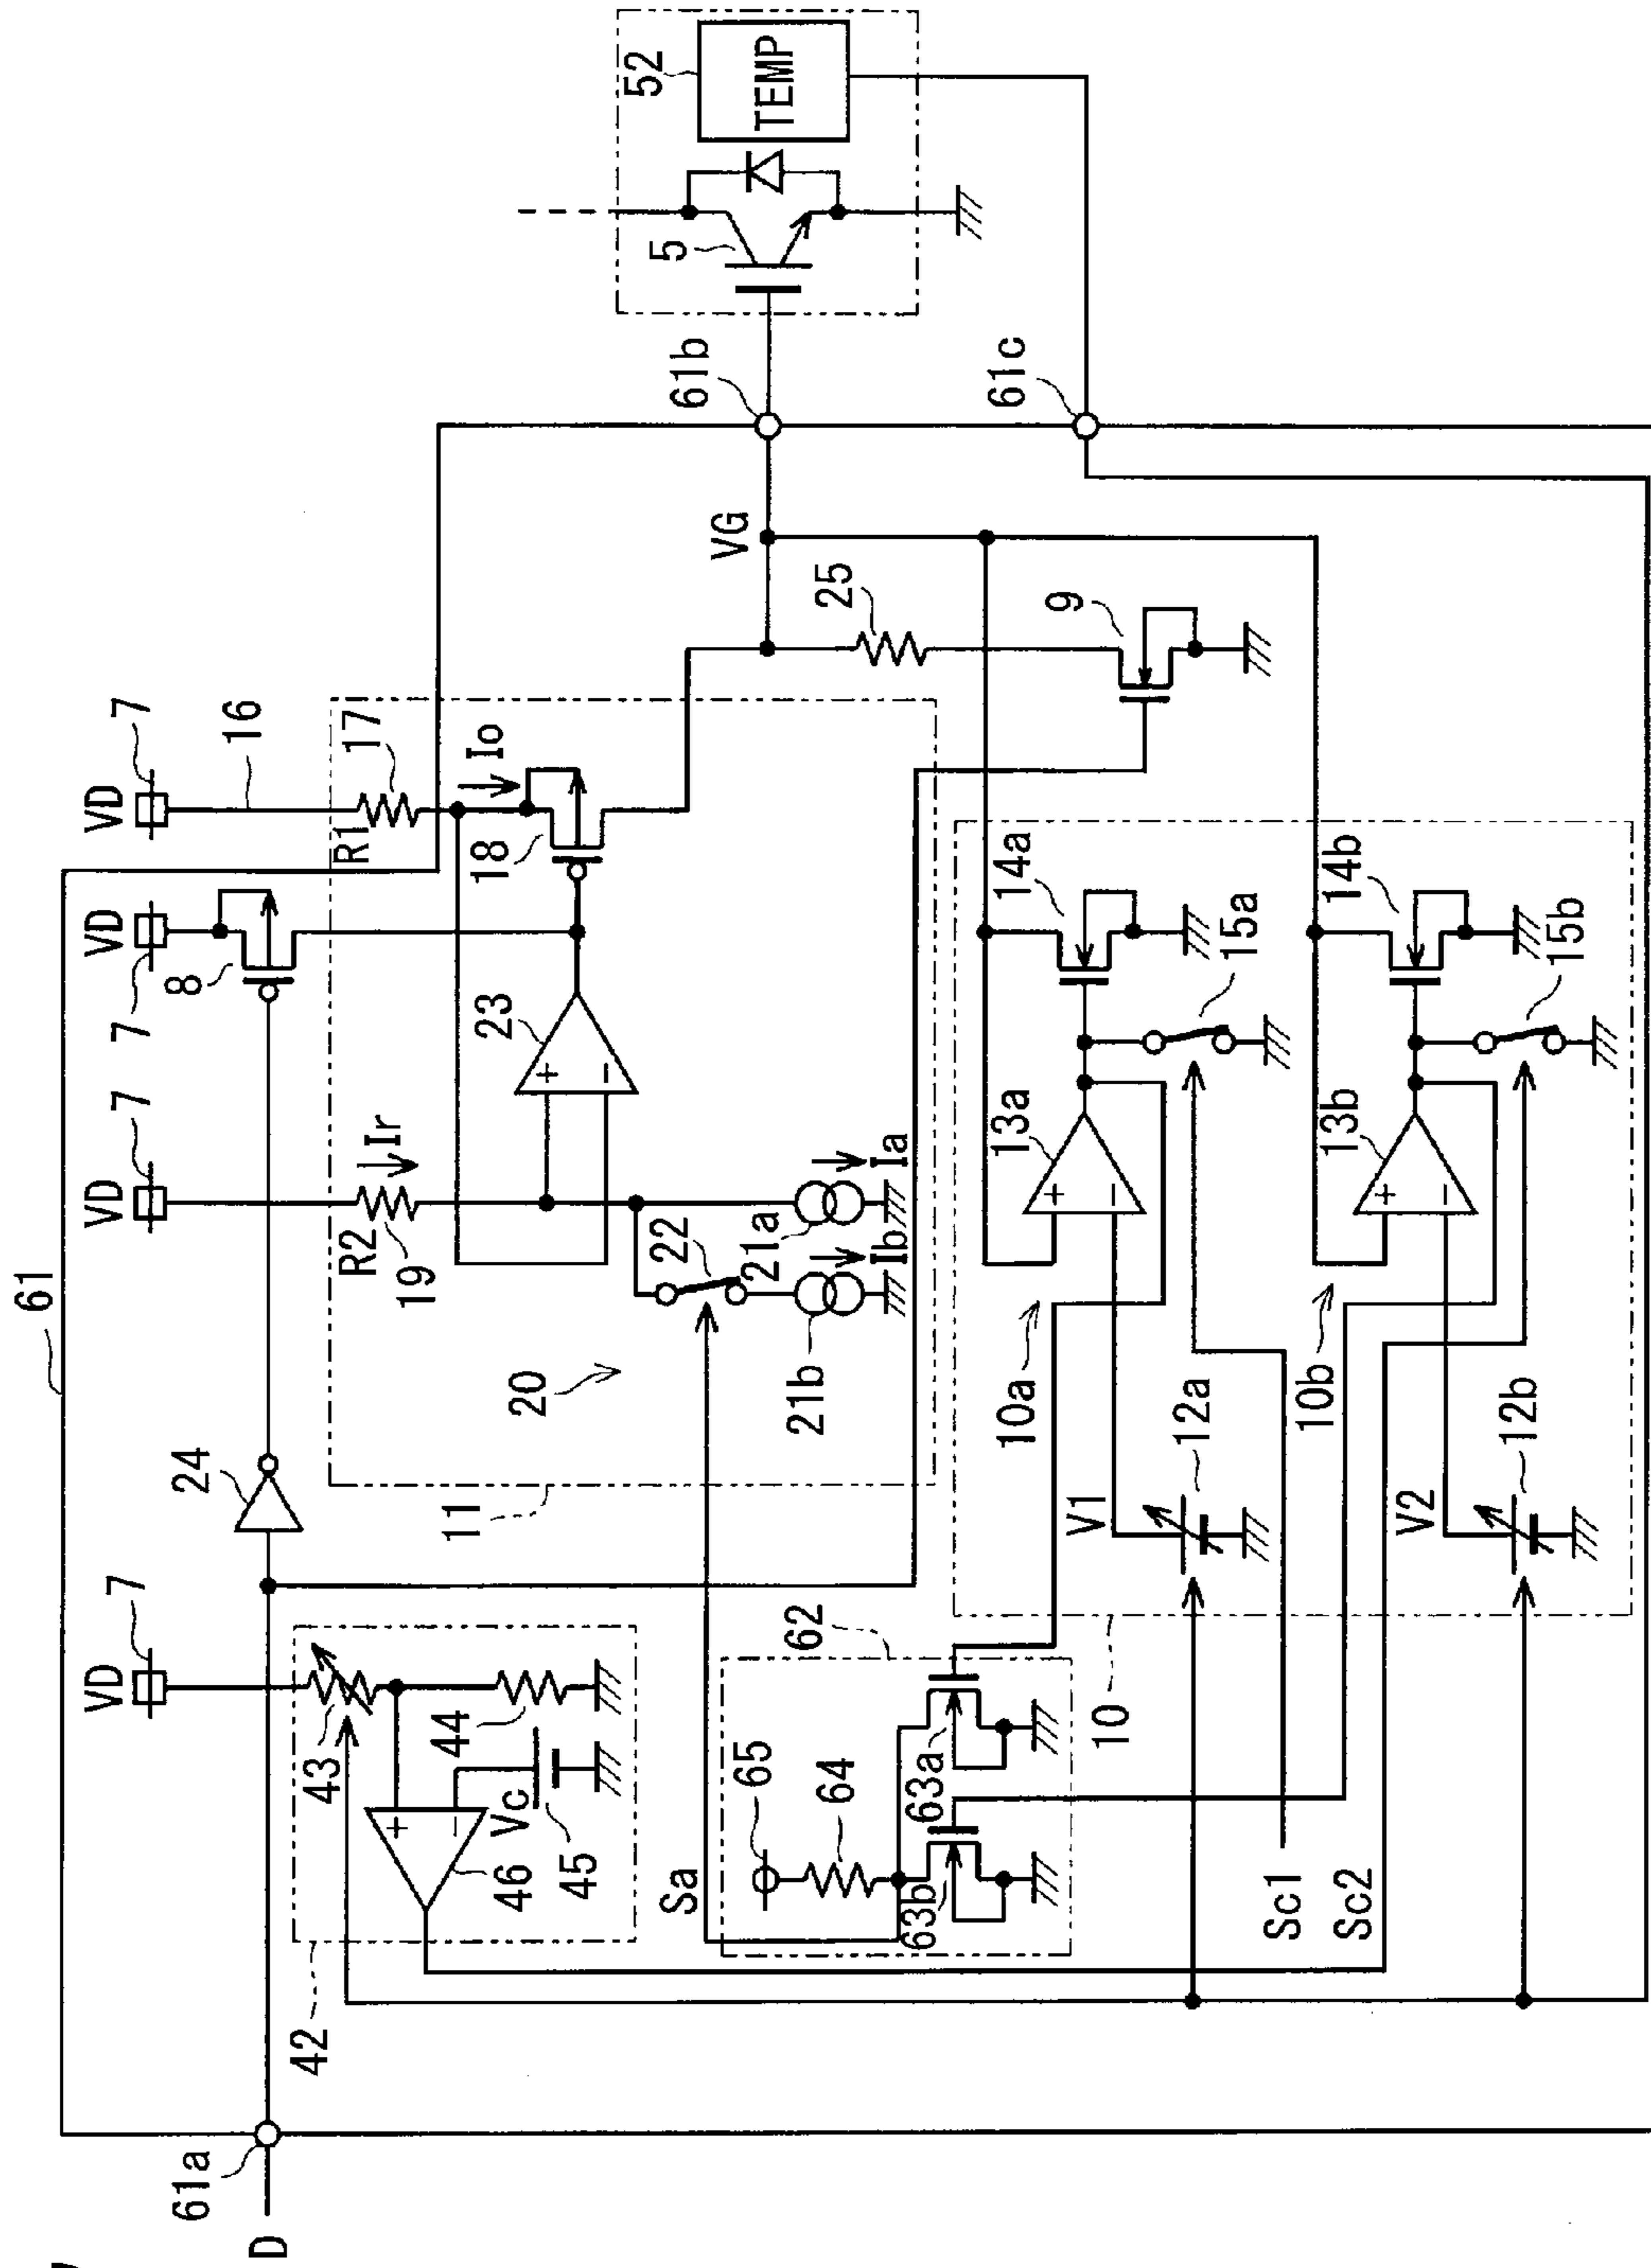 61
61a
D
VD
7
VD
7
VD
7
VD
7
24
8
16
R1
17
Io
18
R2
19
Ir
23
22
21a
Ia
Ib
21b
20
11
42
43
44
Vc
45
46
62
65
64
63a
63b
Sa
VG
25
9
61b
61c
5
52
TEMP
10
10a
10b
12a
12b
V1
V2
13a
13b
14a
14b
15a
15b
Sc1
Sc2
+
−
+
−
+
−
+
−